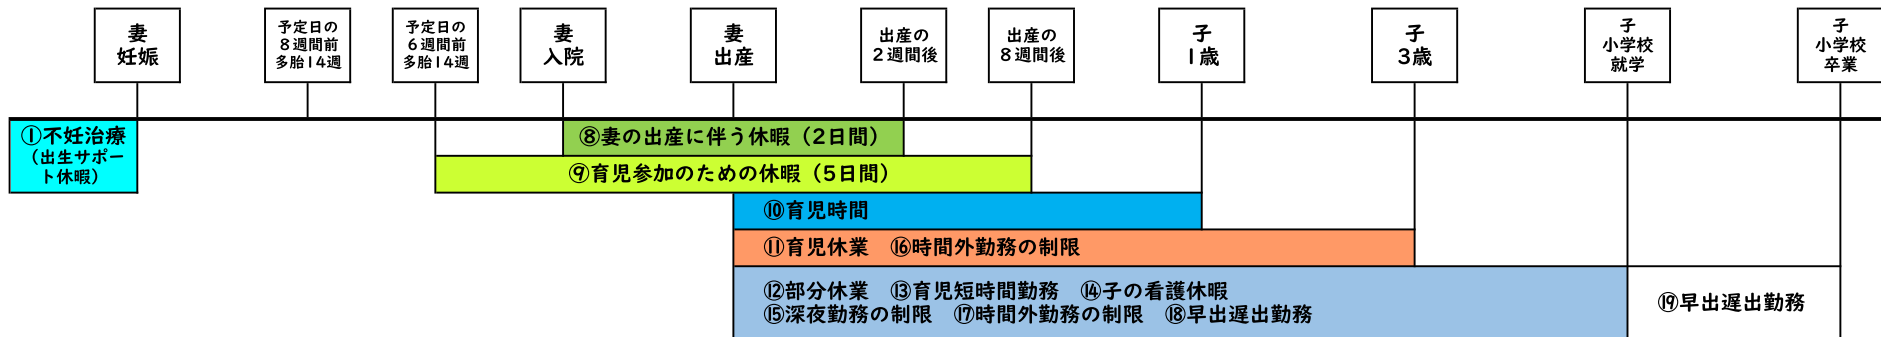 妻
妊娠
予定日の
8週間前
多胎14週
予定日の
6週間前
多胎14週
妻
入院
妻
出産
出産の
2週間後
出産の
8週間後
子
1歳
子
3歳
子
小学校
就学
子
小学校
卒業
①不妊治療
（出生サポー
ト休暇）
⑧妻の出産に伴う休暇（2日間）
⑨育児参加のための休暇（5日間）
⑩育児時間
⑪育児休業　⑯時間外勤務の制限
⑫部分休業　⑬育児短時間勤務　⑭子の看護休暇
⑮深夜勤務の制限　⑰時間外勤務の制限　⑱早出遅出勤務
⑲早出遅出勤務